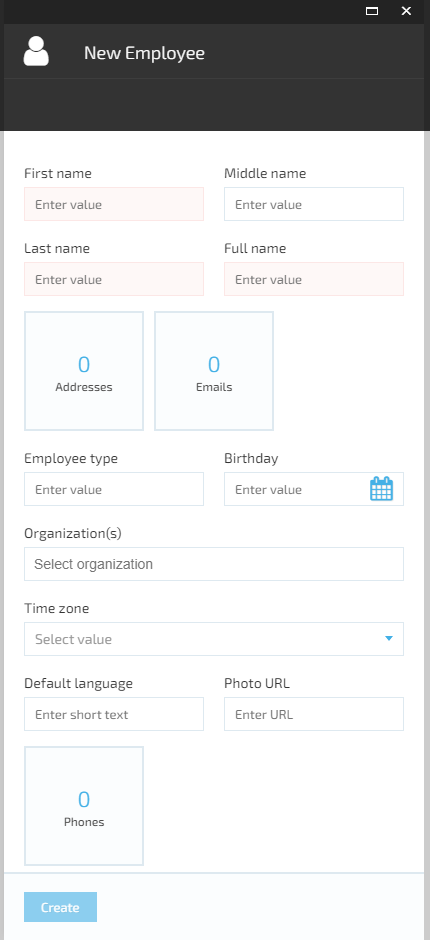 New Employee
First name Middle name
Enter value Enter value
Last name Full name
Enter value Enter value
0 0
Addresses Emails
Employee type Birthday
Enter value Enter value
Organization(s)
Select organization
Time zone
Select value
Default language Photo URL
Enter short text Enter URL
0
Phones
Create